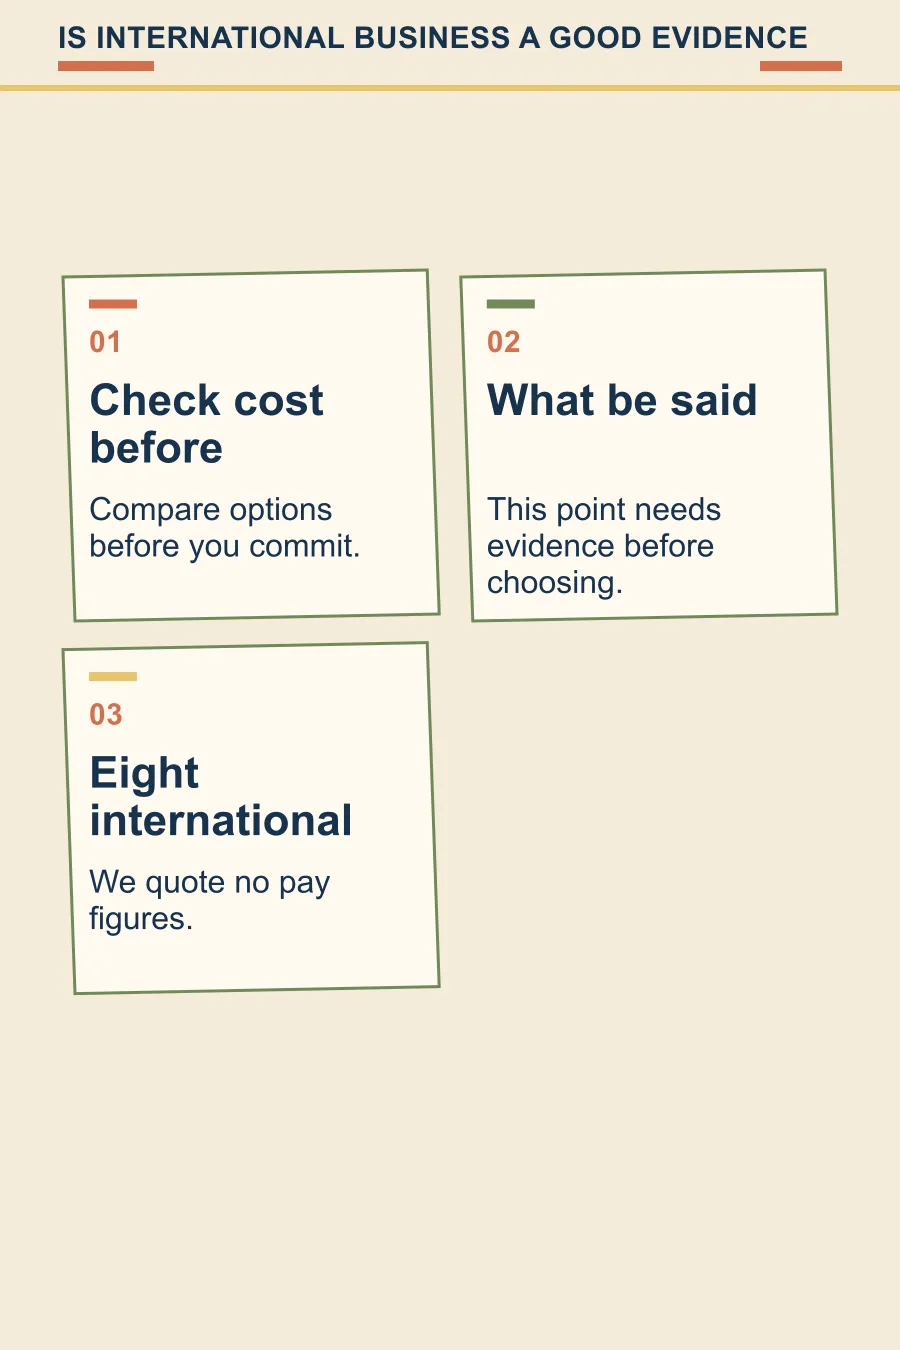 IS INTERNATIONAL BUSINESS A GOOD EVIDENCE
01
Check cost
before
Compare options
before you commit.
02
What be said
This point needs
evidence before
choosing.
03
Eight
international
We quote no pay
figures.